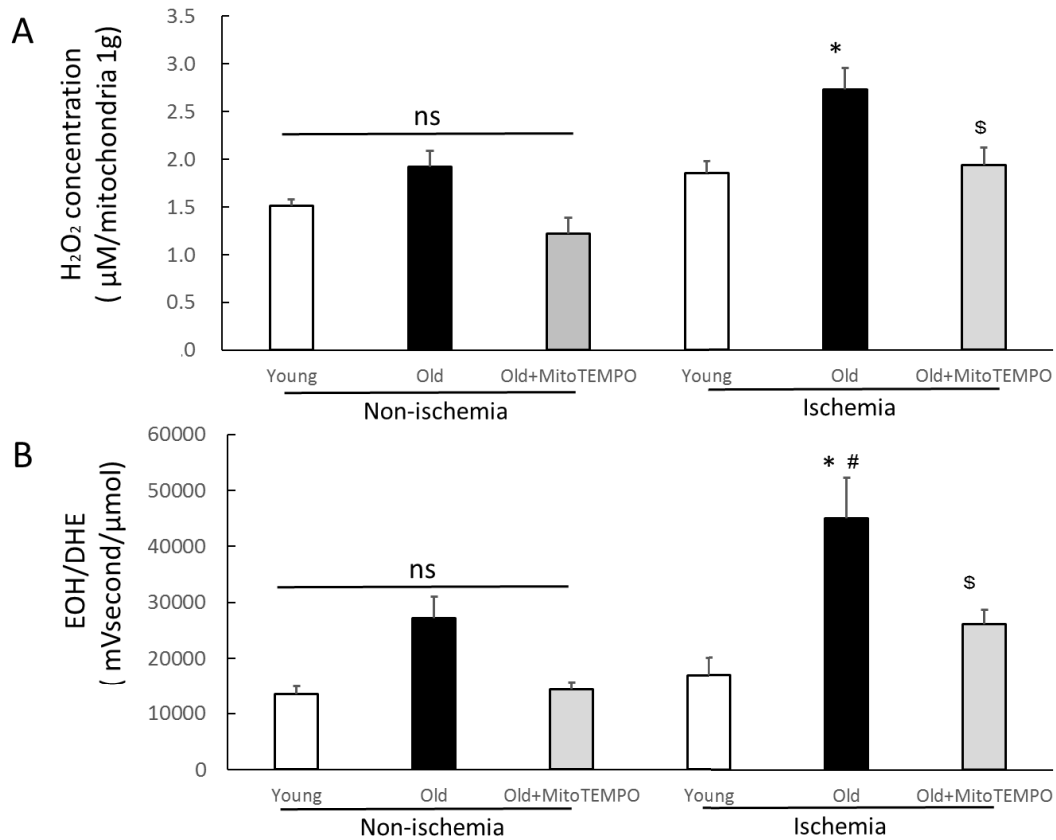 A
H₂O₂ concentration
( µM/mitochondria 1g)
3.5
3.0
2.5
2.0
1.5
1.0
0.5
.0
ns
*
$
Young Old Old+MitoTEMPO Young Old Old+MitoTEMPO
Non-ischemia Ischemia
B
EOH/DHE
( mVsecond/µmol)
60000
50000
40000
30000
20000
10000
0
ns
* #
$
Young Old Old+MitoTEMPO Young Old Old+MitoTEMPO
Non-ischemia Ischemia